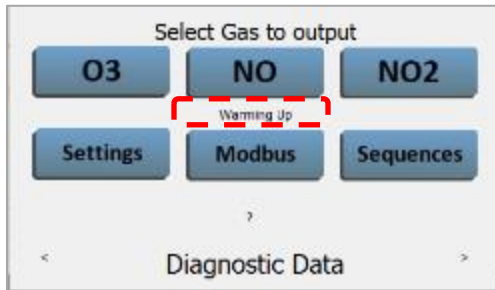 Select Gas to output
O3 NO NO2
Warming Up
Settings Modbus Sequences
?
< Diagnostic Data >